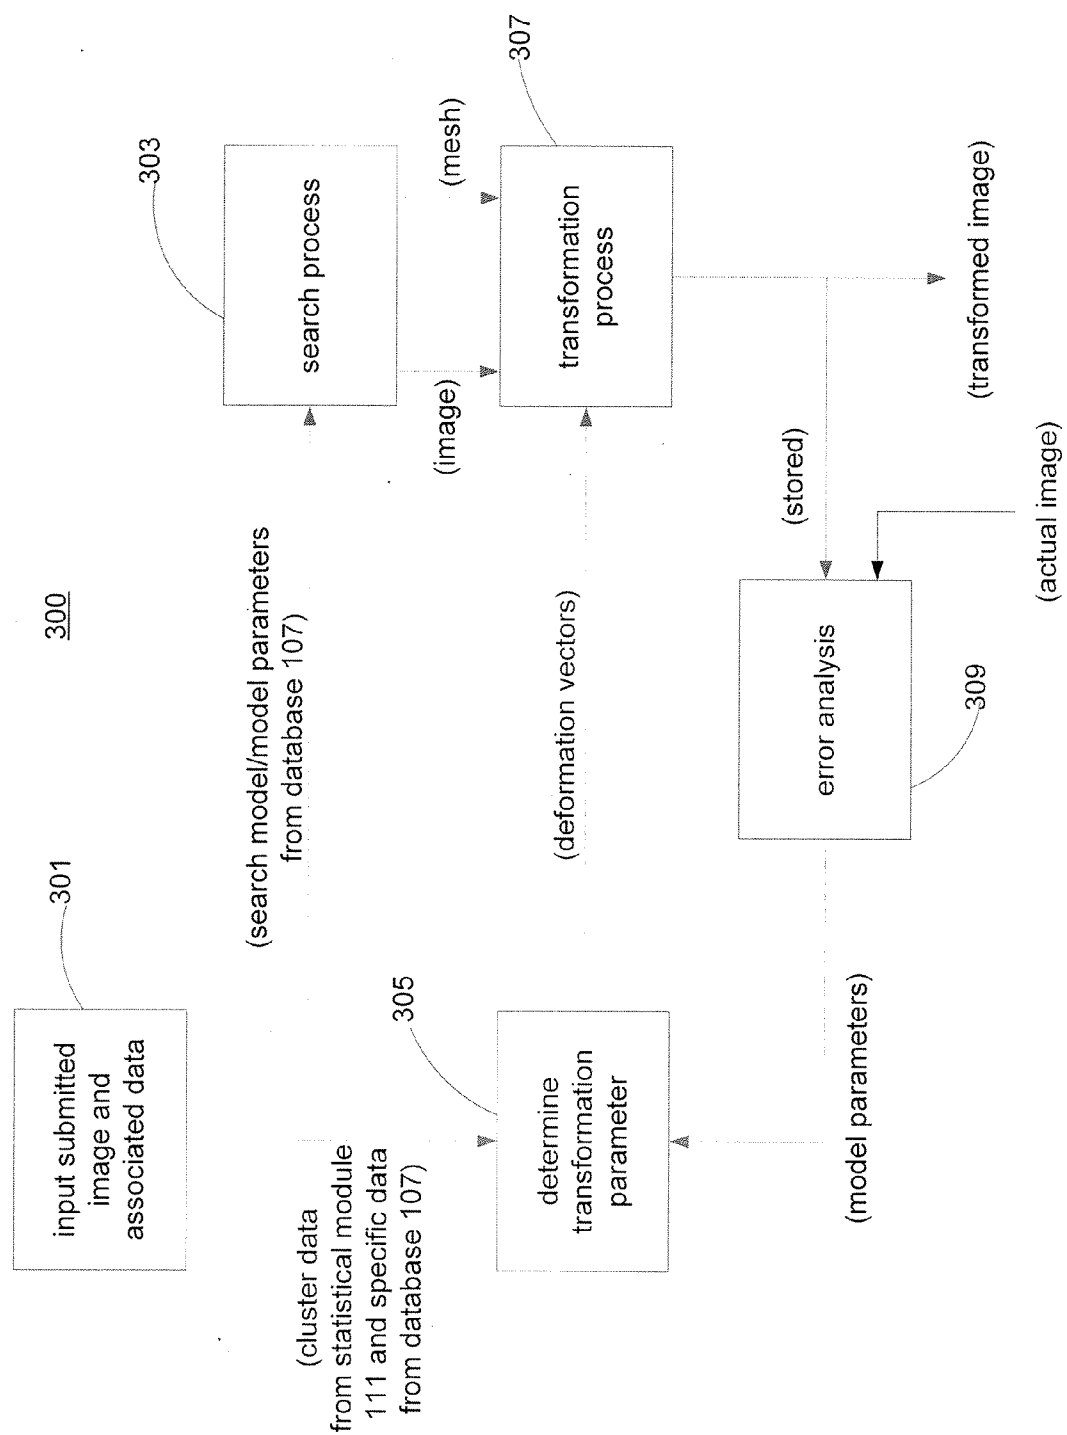 300
301
input submitted
image and
associated data
(search model/model parameters
from database 107)
303
search process
(cluster data
from statistical module
111 and specific data
from database 107)
(image)
(mesh)
305
determine
transformation
parameter
(deformation vectors)
307
transformation
process
(model parameters)
error analysis
309
(stored)
(actual image)
(transformed image)